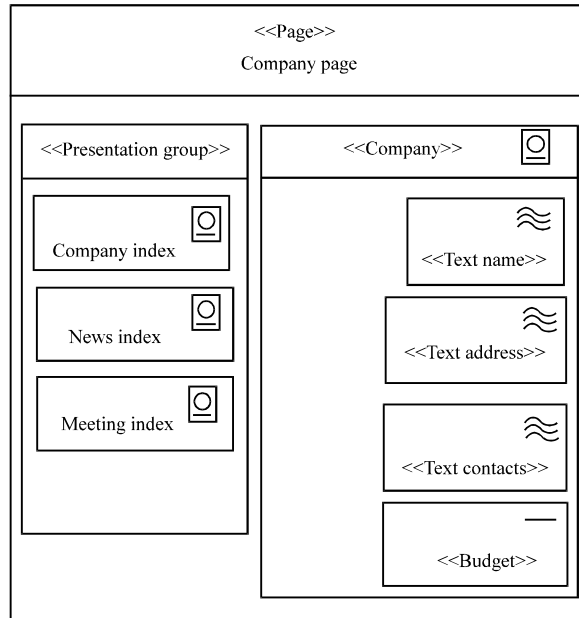 <<Page>>
Company page
<<Presentation group>>
Company index
News index
Meeting index
<<Company>>
<<Text name>>
<<Text address>>
<<Text contacts>>
<<Budget>>